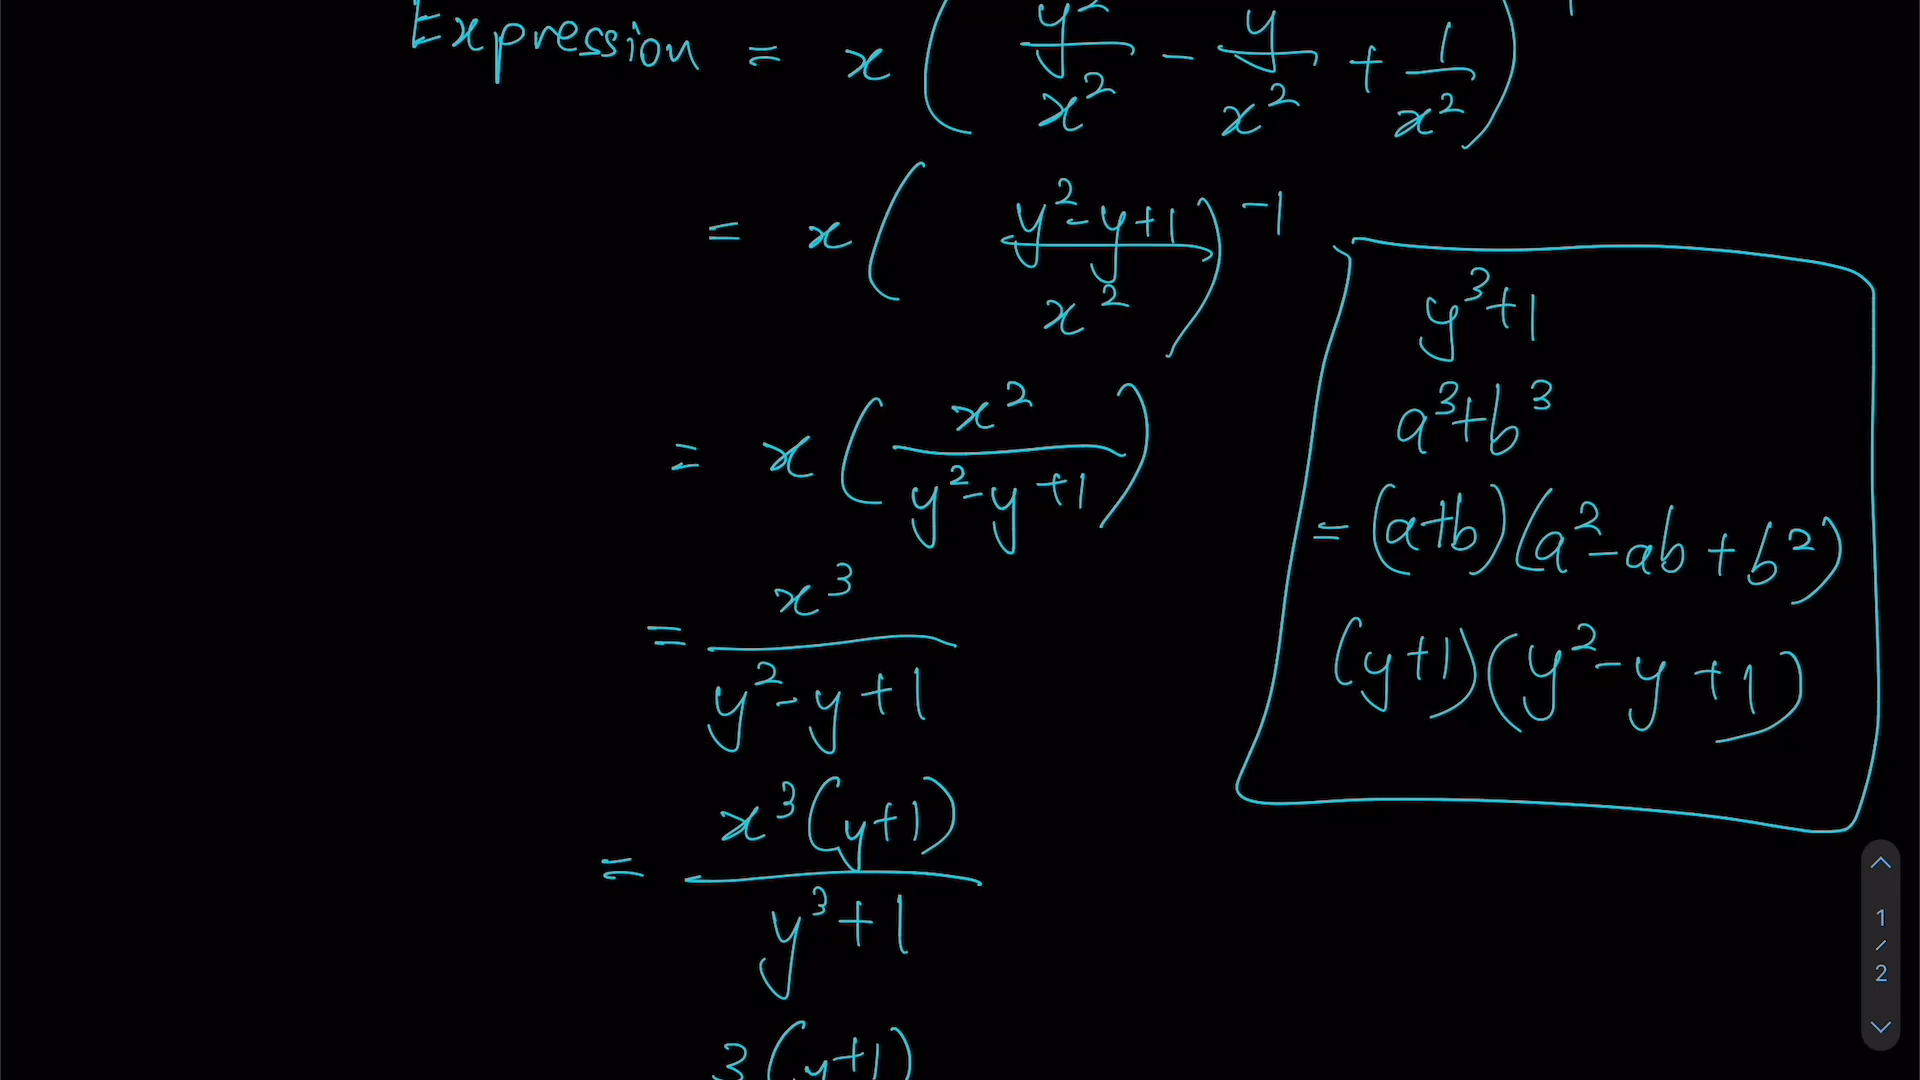 Expression = x ( y²/x² - y/x² + 1/x² )
= x ( (y²-y+1)/x² )⁻¹
= x ( x²/(y²-y+1) )
= x³/(y²-y+1)
= x³(y+1)/(y³+1)
3(y+1)
y³+1
a³+b³
= (a+b)(a²-ab+b²)
(y+1)(y²-y+1)
1
/
2